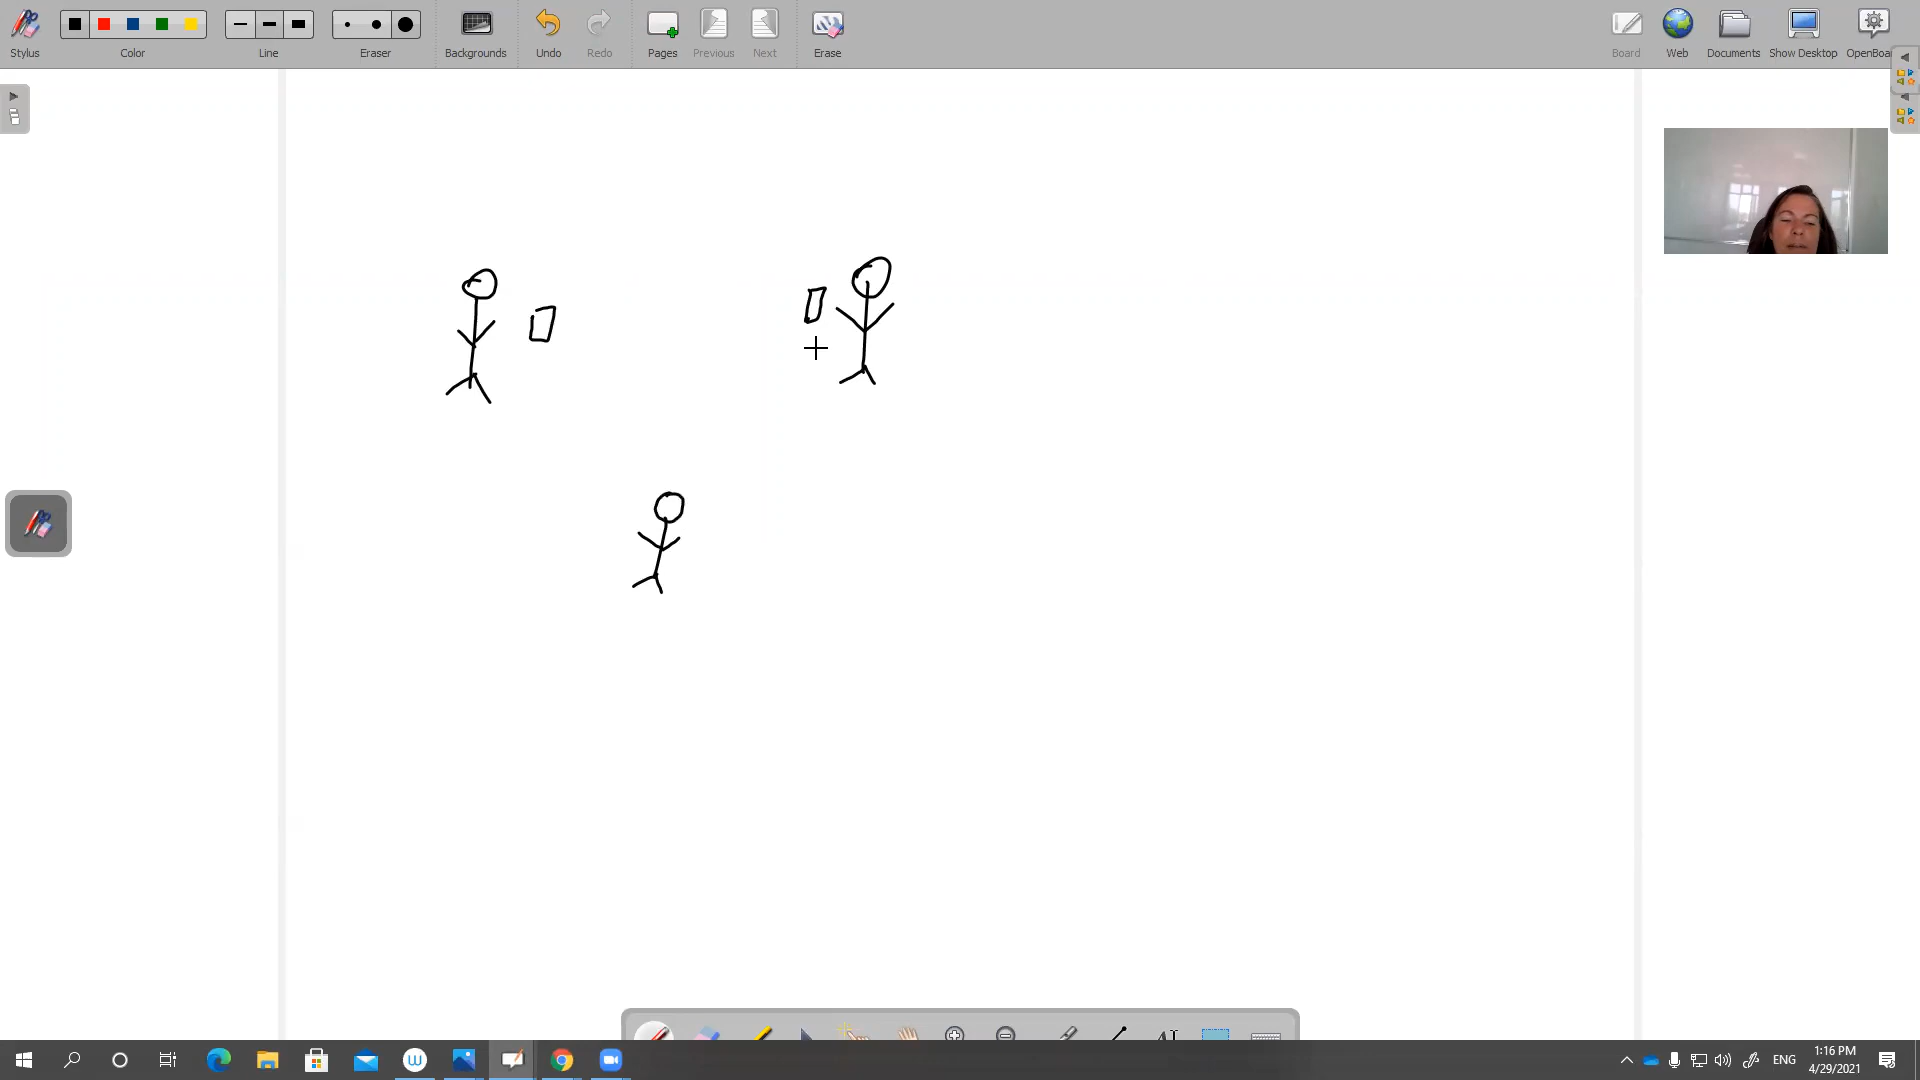 Stylus
Color
Line
Eraser
Backgrounds
Undo
Redo
Pages
Previous
Next
Erase
Board
Web
Documents
Show Desktop
OpenBoa
ENG
1:16 PM
4/29/2021